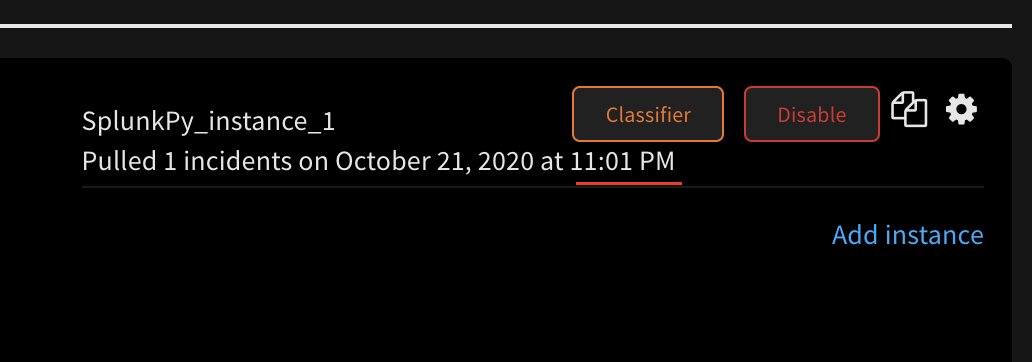 SplunkPy_instance_1
Classifier
Disable
Pulled 1 incidents on October 21, 2020 at 11:01 PM
Add instance